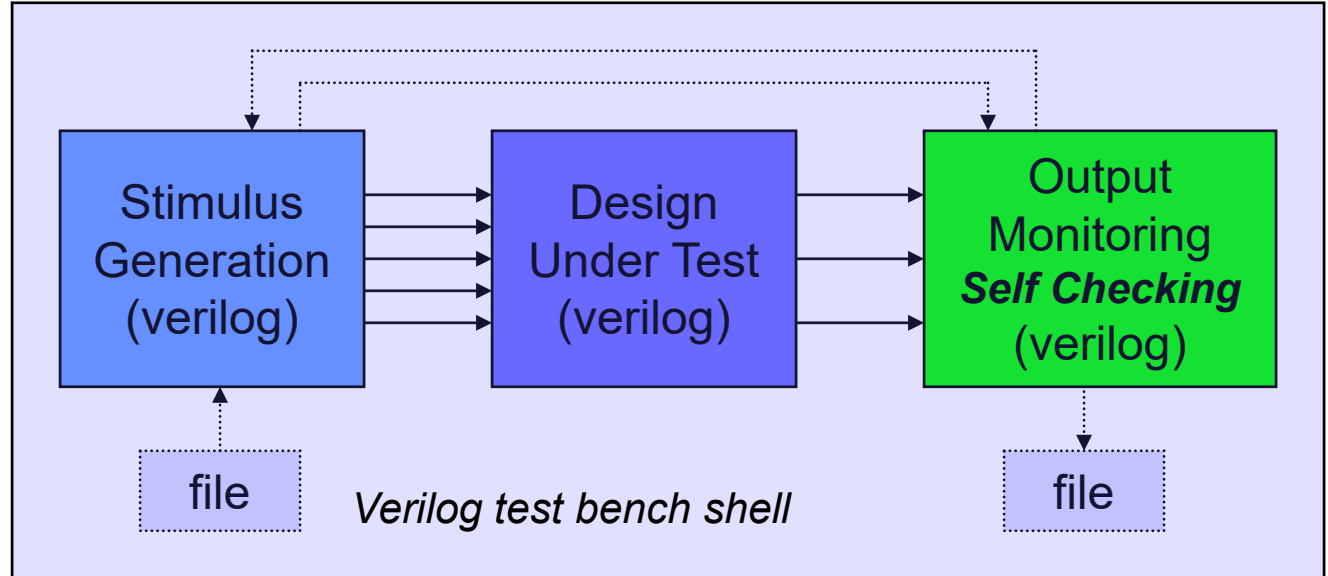 Stimulus
Generation
(verilog)
Design
Under Test
(verilog)
Output
Monitoring
Self Checking
(verilog)
file
Verilog test bench shell
file